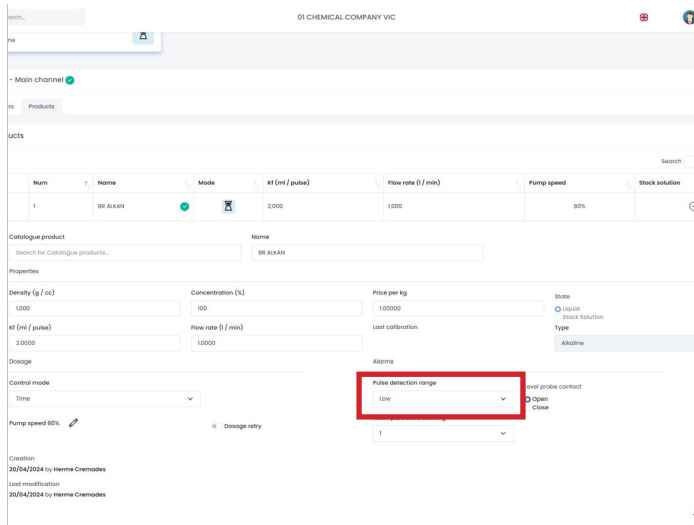 arch...
01 CHEMICAL COMPANY VIC
ne
- Main channel
rs Products
ucts
Search
Num Name Mode Kf (ml / pulse) Flow rate (l / min) Pump speed Stock solution
1 BR ALKAN 2,000 1,000 80%
Catalogue product Name
Search for Catalogue products... BR ALKAN
Properties
Density (g / cc) Concentration (%) Price per kg State
1.000 100 1.00000 Liquid
Stock Solution
Kf (ml / pulse) Flow rate (l / min) Last calibration Type
2.0000 1.0000 Alkaline
Dosage Alarms
Control mode Pulse detection range Level probe contact
Time Low Open
Close
Pump speed 80% Dosage retry
1
Creation
20/04/2024 by Herme Cremades
Last modification
20/04/2024 by Herme Cremades